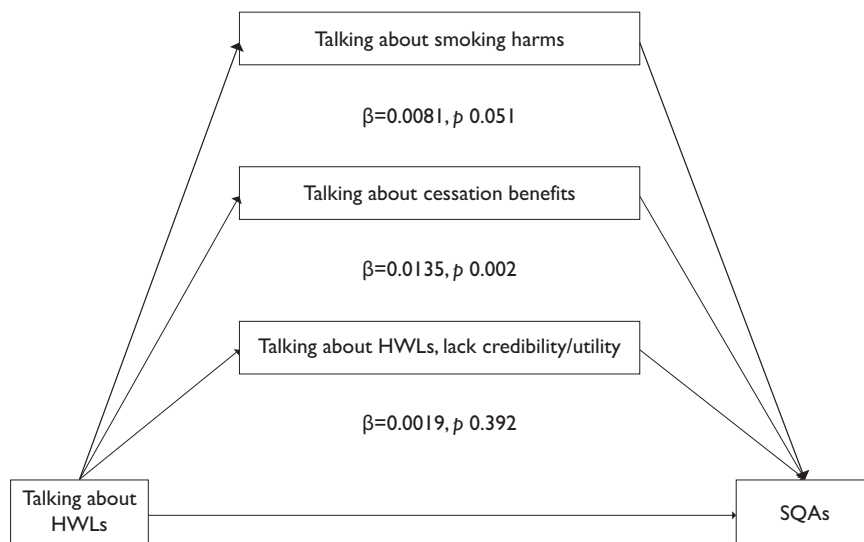 Talking about smoking harms
β=0.0081, p 0.051
Talking about cessation benefits
β=0.0135, p 0.002
Talking about HWLs, lack credibility/utility
β=0.0019, p 0.392
Talking about
HWLs
SQAs